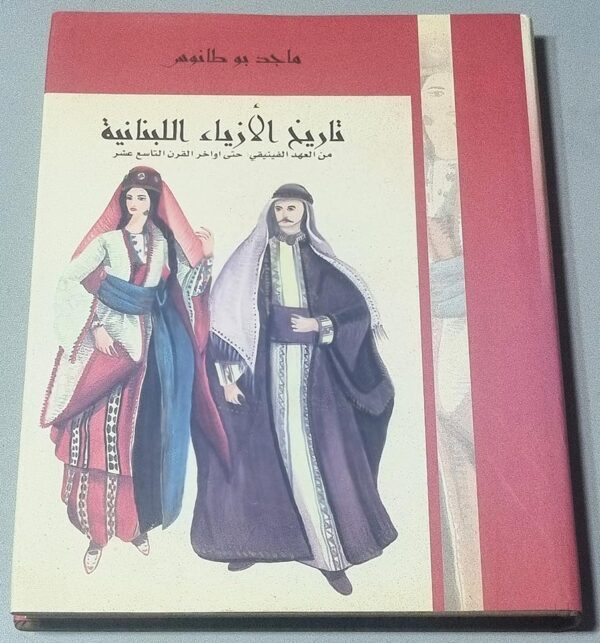 ماجد بو طانوس
تاريخ الأزياء اللبنانية
من العهد الفينيقي حتى اواخر القرن التاسع عشر